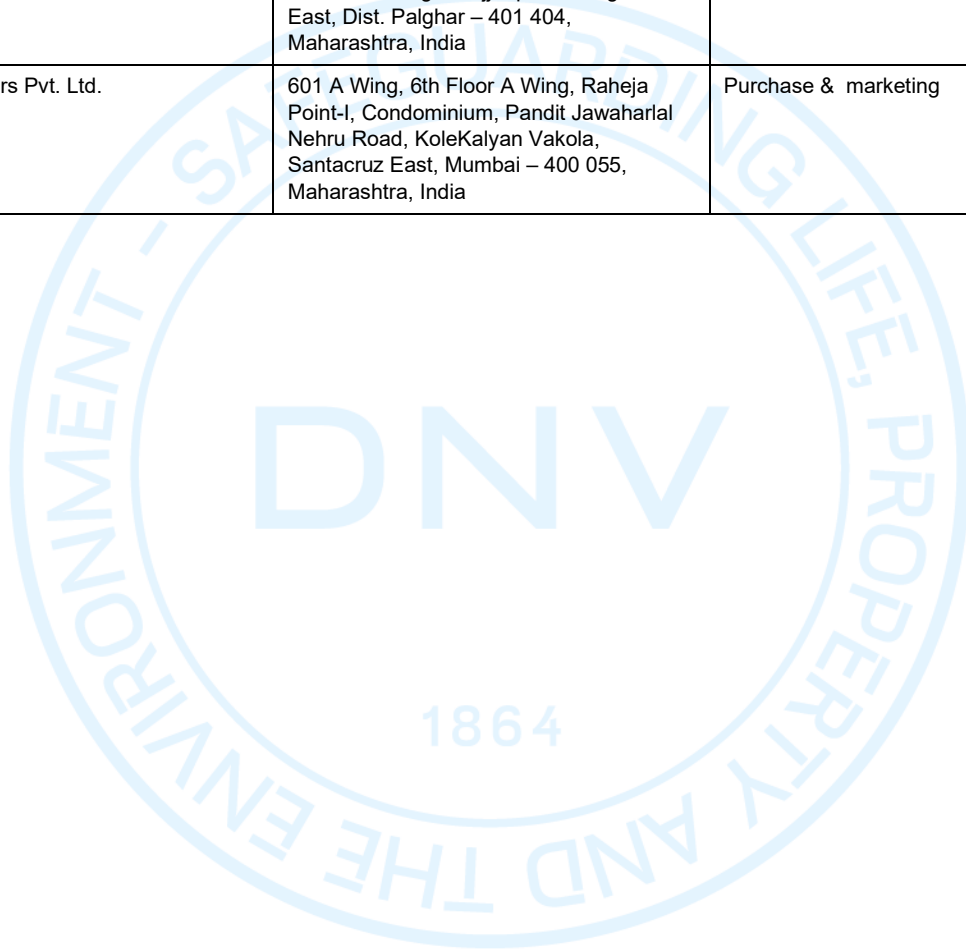 East, Dist. Palghar – 401 404,
Maharashtra, India
rs Pvt. Ltd.
601 A Wing, 6th Floor A Wing, Raheja
Point-I, Condominium, Pandit Jawaharlal
Nehru Road, KoleKalyan Vakola,
Santacruz East, Mumbai – 400 055,
Maharashtra, India
Purchase &  marketing
SAFEGUARDING LIFE, PROPERTY AND THE ENVIRONMENT -
DNV
1864